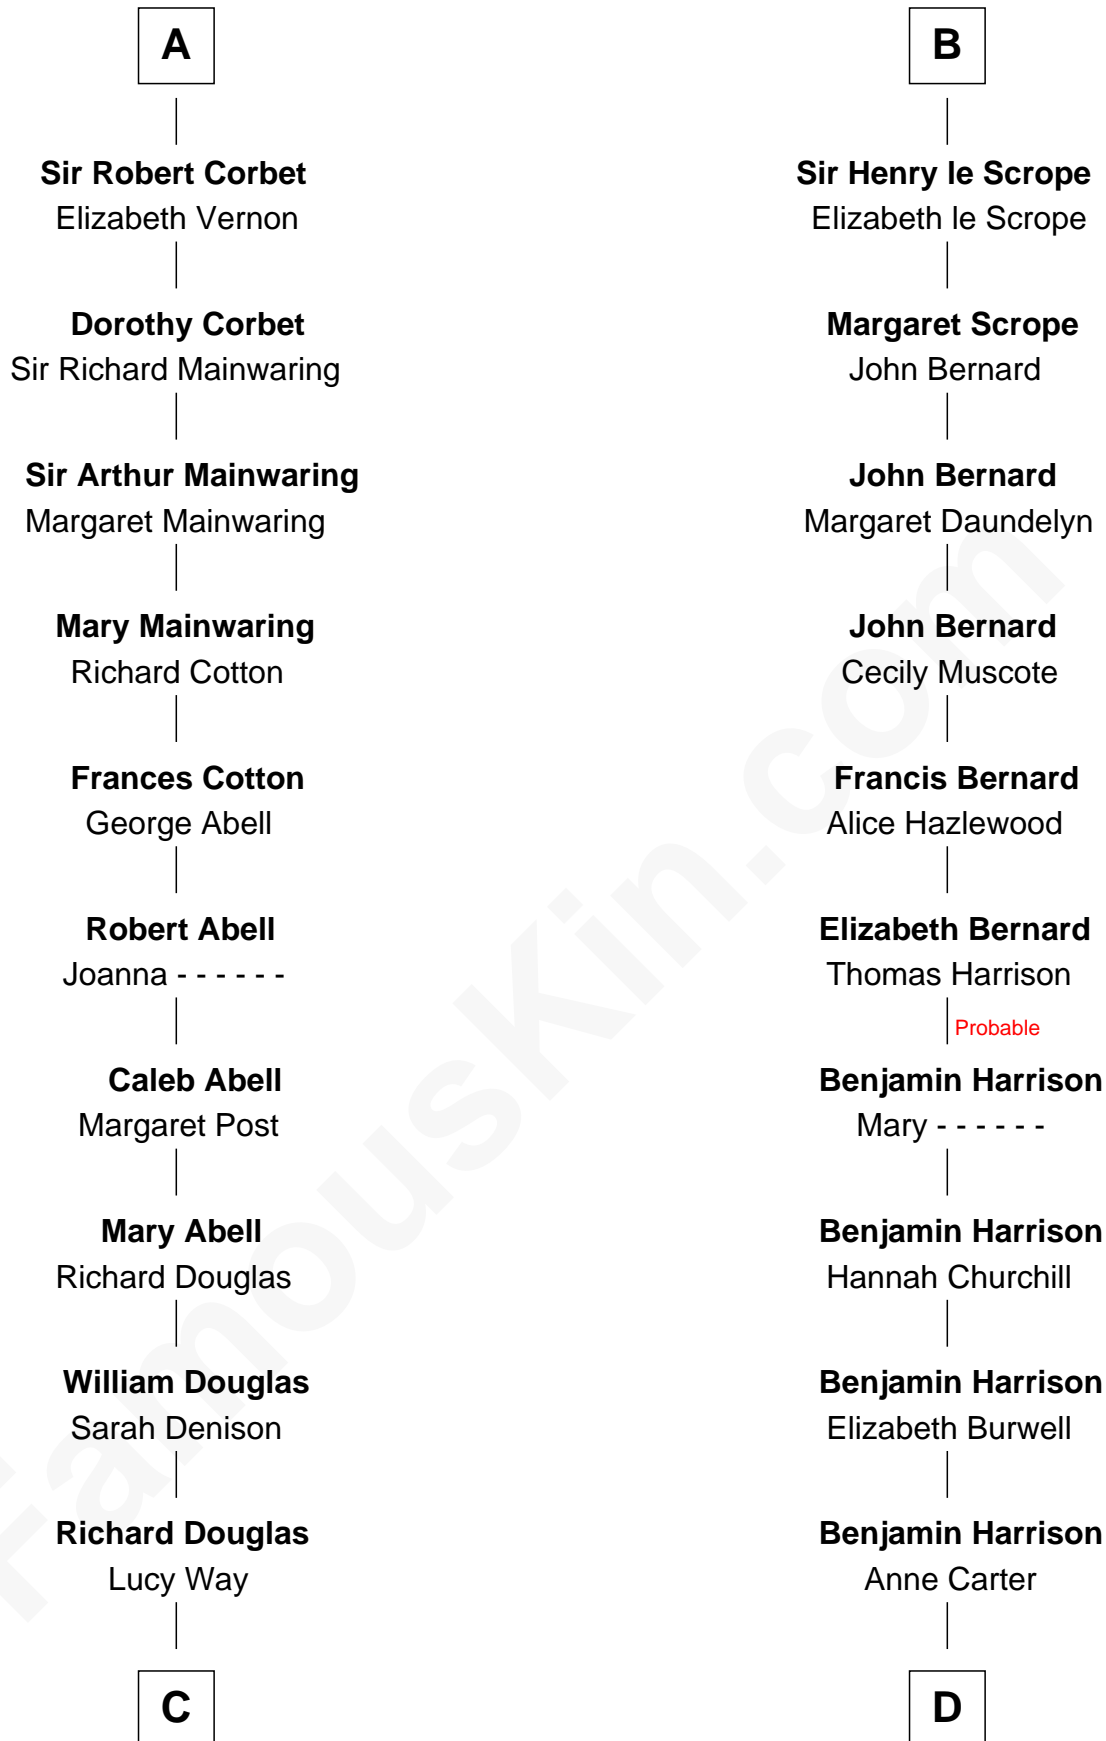 A
Sir Robert Corbet
Elizabeth Vernon
Dorothy Corbet
Sir Richard Mainwaring
Sir Arthur Mainwaring
Margaret Mainwaring
Mary Mainwaring
Richard Cotton
Frances Cotton
George Abell
Robert Abell
Joanna - - - - - -
Caleb Abell
Margaret Post
Mary Abell
Richard Douglas
William Douglas
Sarah Denison
Richard Douglas
Lucy Way
C
B
Sir Henry le Scrope
Elizabeth le Scrope
Margaret Scrope
John Bernard
John Bernard
Margaret Daundelyn
John Bernard
Cecily Muscote
Francis Bernard
Alice Hazlewood
Elizabeth Bernard
Thomas Harrison
Probable
Benjamin Harrison
Mary - - - - - -
Benjamin Harrison
Hannah Churchill
Benjamin Harrison
Elizabeth Burwell
Benjamin Harrison
Anne Carter
D
FamousKin.com